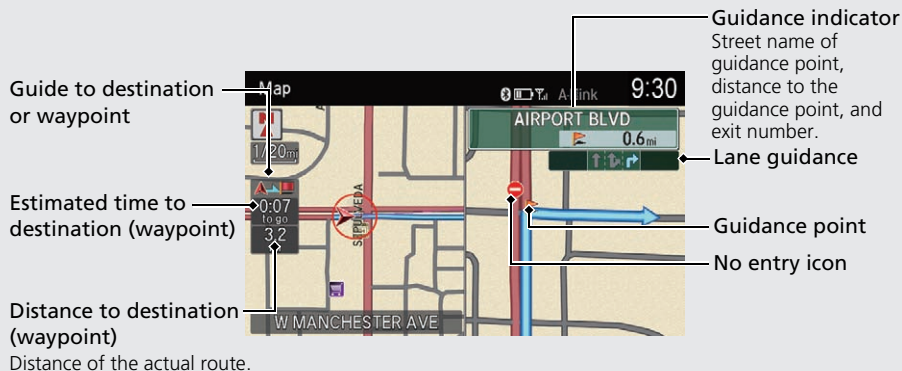 Guidance indicator
Street name of
guidance point,
distance to the
guidance point, and
exit number.
Lane guidance
Guidance point
No entry icon
Guide to destination
or waypoint
Estimated time to
destination (waypoint)
Distance to destination
(waypoint)
Distance of the actual route.
Map
9:30
AIRPORT BLVD
0.6mi
1/20mi
0:07
to go
SEPULVEDA
W MANCHESTER AVE